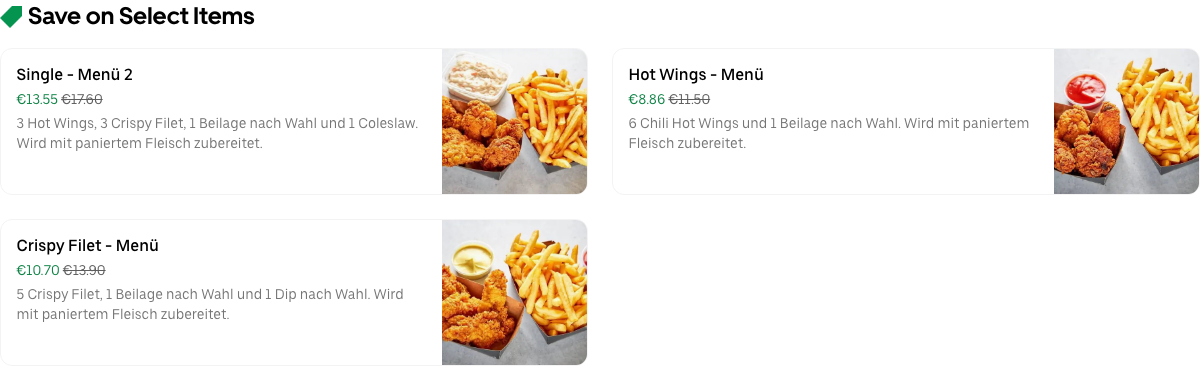 Save on Select Items
Single - Menü 2
€13.55 €17.60
3 Hot Wings, 3 Crispy Filet, 1 Beilage nach Wahl und 1 Coleslaw.
Wird mit paniertem Fleisch zubereitet.
Hot Wings - Menü
€8.86 €11.50
6 Chili Hot Wings und 1 Beilage nach Wahl. Wird mit paniertem
Fleisch zubereitet.
Crispy Filet - Menü
€10.70 €13.90
5 Crispy Filet, 1 Beilage nach Wahl und 1 Dip nach Wahl. Wird
mit paniertem Fleisch zubereitet.